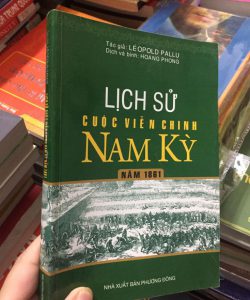 Tác giả: LEOPOLD PALLU
Dịch và bình: HOANG PHONG
LỊCH SỬ
CUỘC VIỄN CHINH
NAM KỲ
NĂM 1861
NHÀ XUẤT BẢN PHƯƠNG ĐÔNG